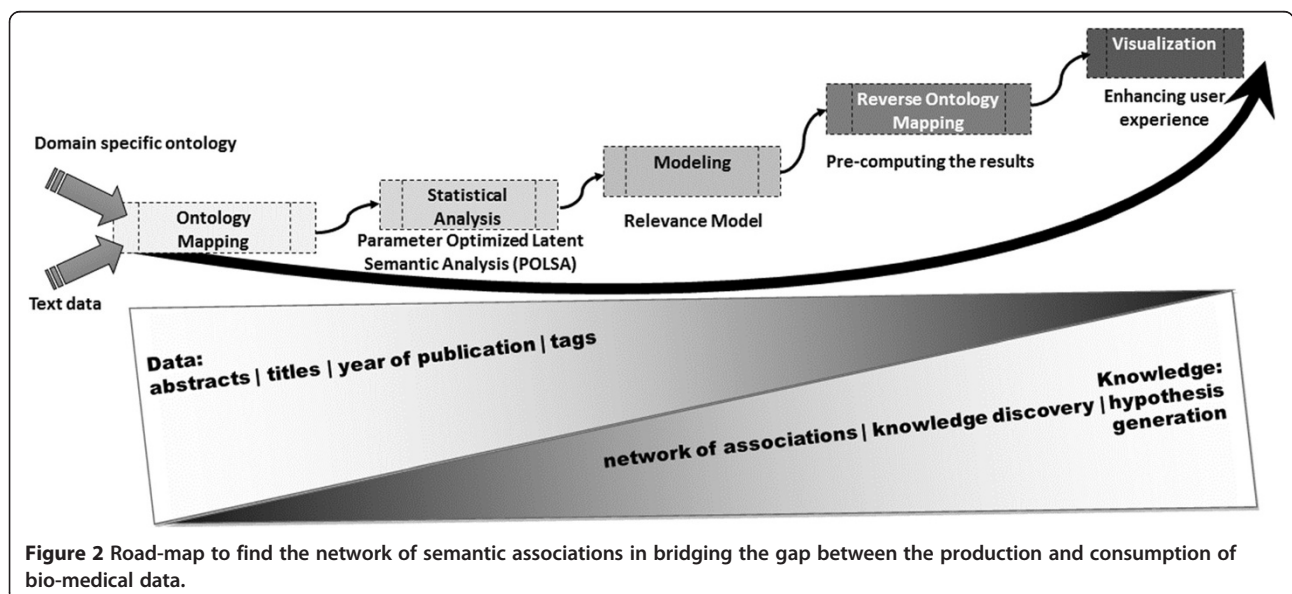 Visualization
Enhancing user
experience
Reverse Ontology
Mapping
Pre-computing the results
Modeling
Relevance Model
Statistical
Analysis
Parameter Optimized Latent
Semantic Analysis (POLSA)
Domain specific ontology
Ontology
Mapping
Text data
Data:
abstracts | titles | year of publication | tags
Knowledge:
network of associations | knowledge discovery | hypothesis
generation
Figure 2 Road-map to find the network of semantic associations in bridging the gap between the production and consumption of
bio-medical data.